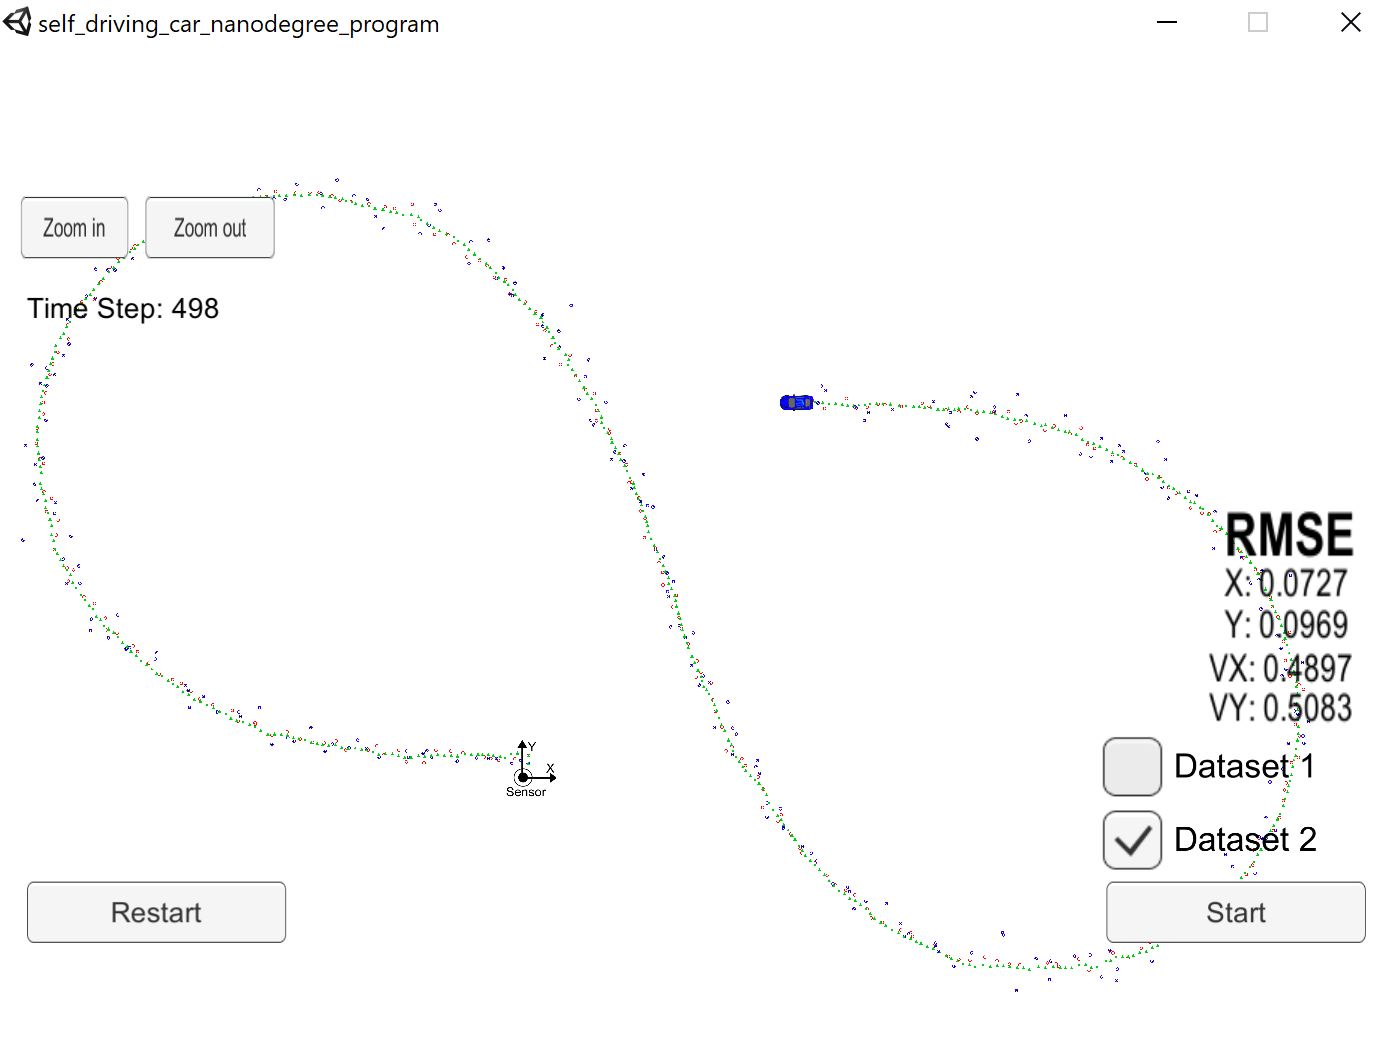 self_driving_car_nanodegree_program
Zoom in
Zoom out
Time Step: 498
RMSE
X: 0.0727
Y: 0.0969
VX: 0.4897
VY: 0.5083
Y
X
Sensor
Dataset 1
Dataset 2
Restart
Start